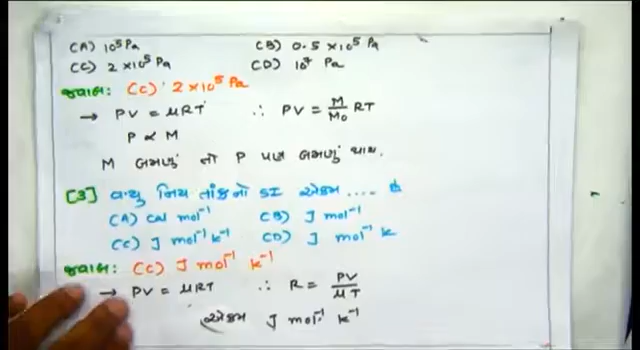 (A) 10⁵ Pa (B) 0.5 × 10⁵ Pa
(C) 2 × 10⁵ Pa (D) 10⁴ Pa
જવાબ: (C) 2 × 10⁵ Pa
→ PV = μRT ∴ PV = M/M₀ RT
P ∝ M
M બમણું તો P પણ બમણું થાય.
[3] વાયુ નિયતાંકનો SI એકમ .... છે
(A) cal mol⁻¹ (B) J mol⁻¹
(C) J mol⁻¹ k⁻¹ (D) J mol⁻¹ k
જવાબ: (C) J mol⁻¹ k⁻¹
→ PV = μRT ∴ R = PV/μT
એકમ J mol⁻¹ k⁻¹